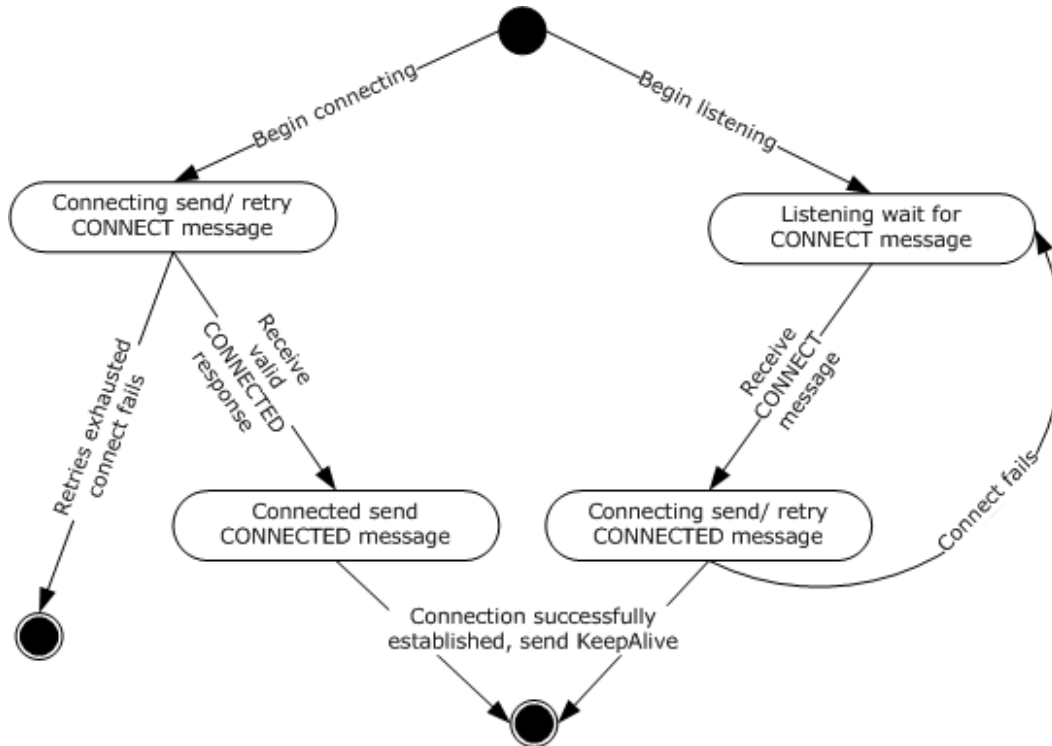 Begin connecting
Begin listening
Connecting send/ retry
CONNECT message
Listening wait for
CONNECT message
Retries exhausted
connect fails
Receive
valid
CONNECTED
response
Receive
CONNECT
message
Connect fails
Connected send
CONNECTED message
Connecting send/ retry
CONNECTED message
Connection successfully
established, send KeepAlive